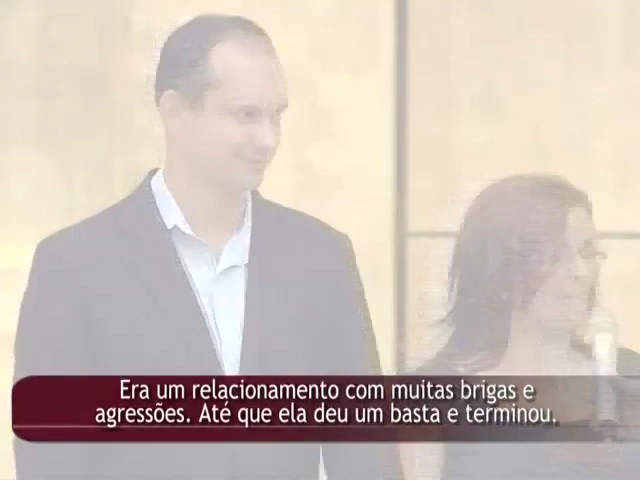 Era um relacionamento com muitas brigas e
agressões. Até que ela deu um basta e terminou.